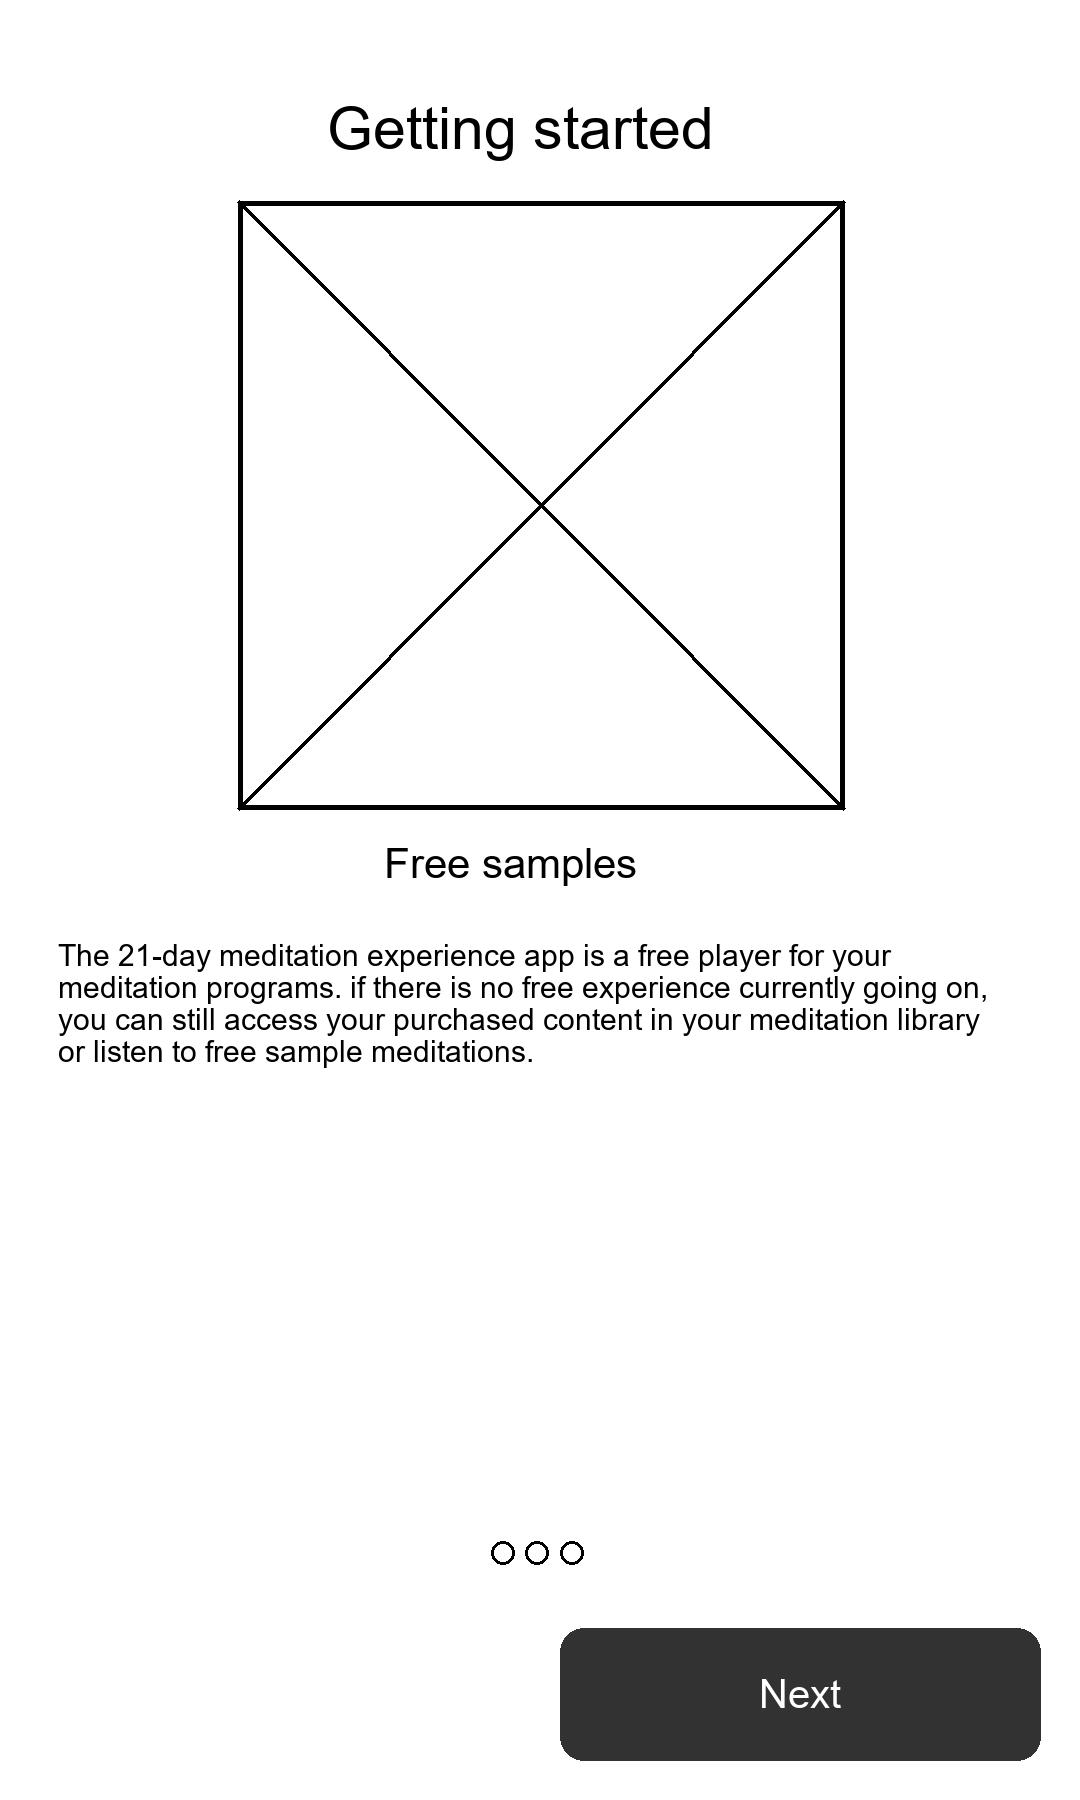 Getting started
Free samples
The 21-day meditation experience app is a free player for your
meditation programs. if there is no free experience currently going on,
you can still access your purchased content in your meditation library
or listen to free sample meditations.
Next